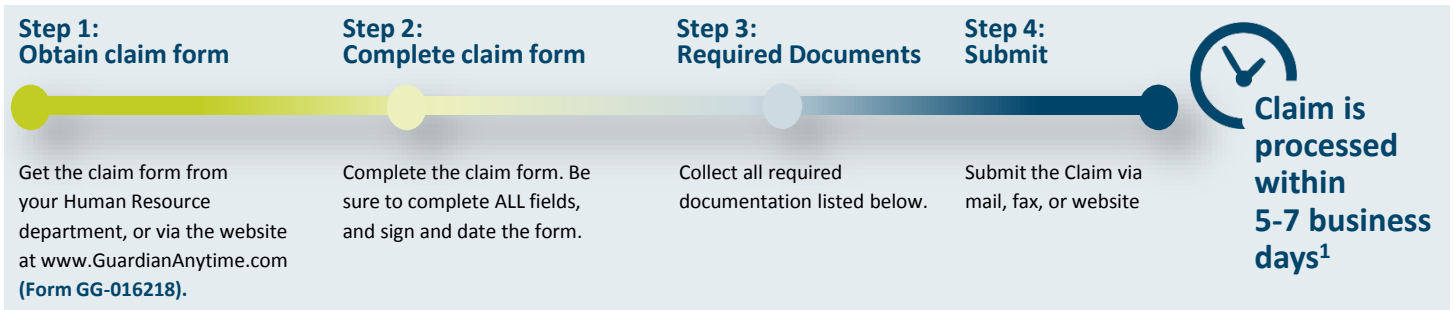 Step 1:
Obtain claim form
Get the claim form from
your Human Resource
department, or via the website
at www.GuardianAnytime.com
(Form GG-016218).
Step 2:
Complete claim form
Complete the claim form. Be
sure to complete ALL fields,
and sign and date the form.
Step 3:
Required Documents
Collect all required
documentation listed below.
Step 4:
Submit
Submit the Claim via
mail, fax, or website
Claim is
processed
within
5-7 business
days¹